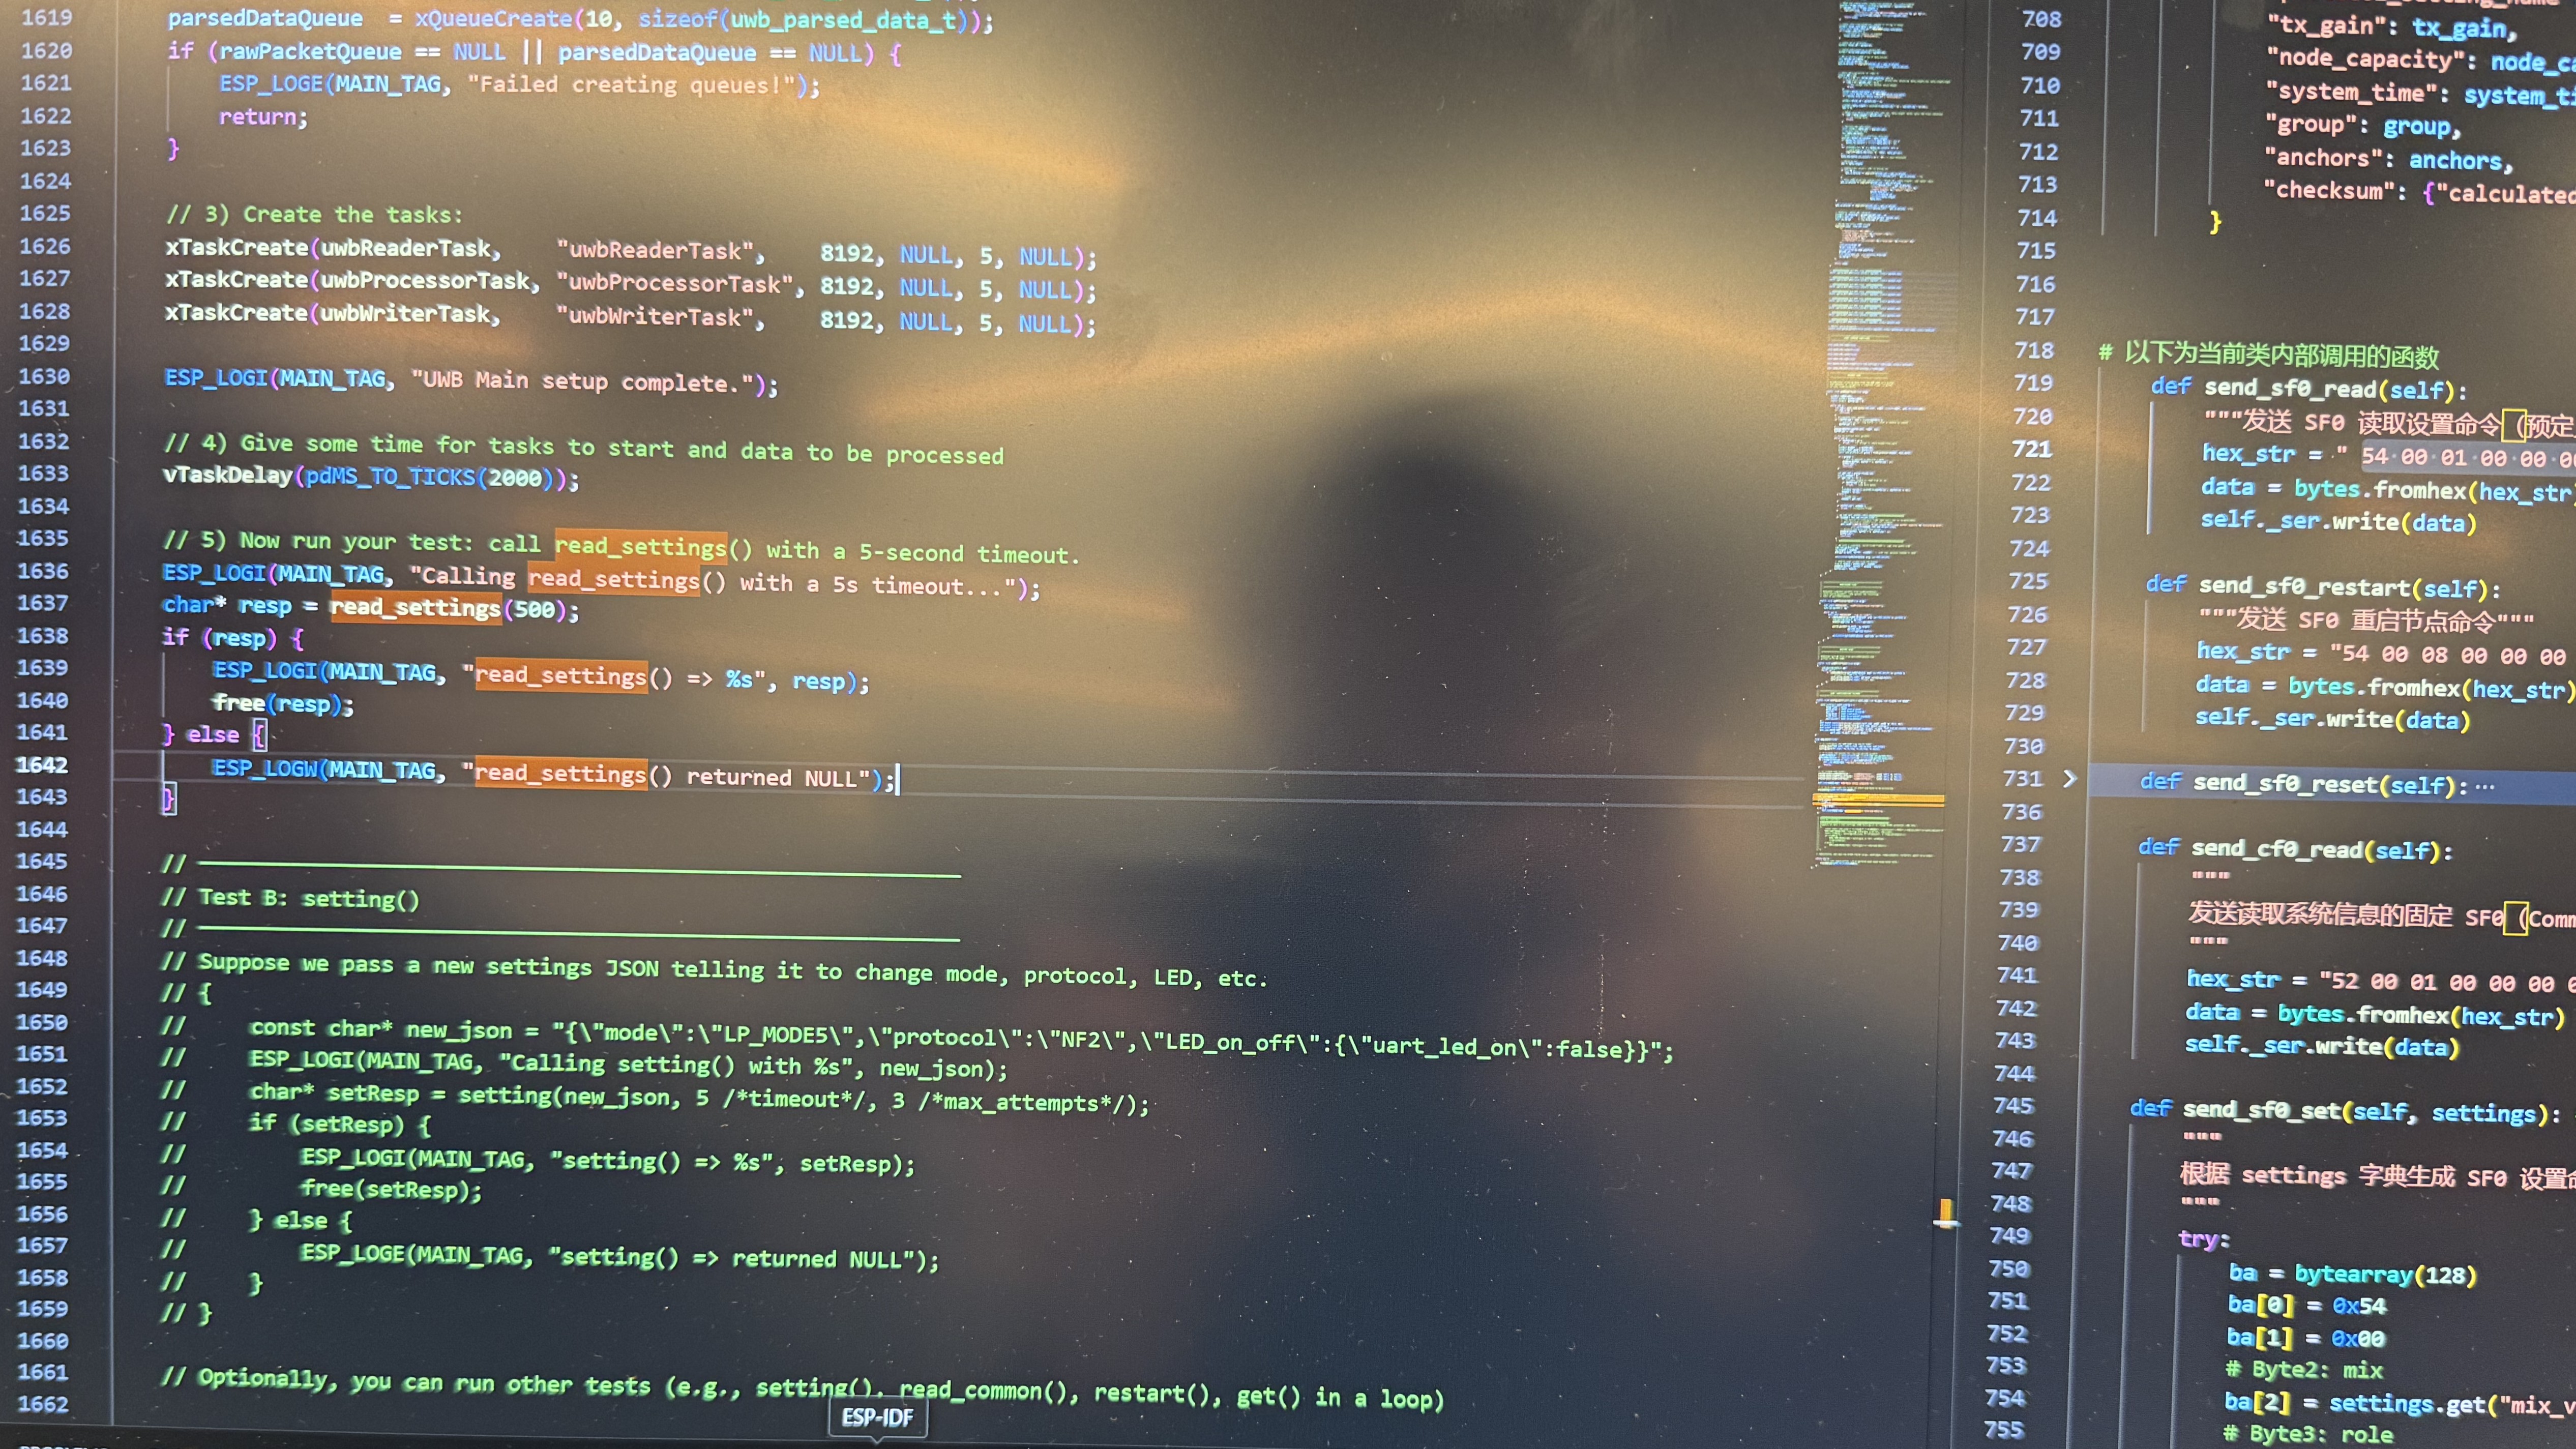 1619 parsedDataQueue = xQueueCreate(10, sizeof(uwb_parsed_data_t));
1620 if (rawPacketQueue == NULL || parsedDataQueue == NULL) {
1621 ESP_LOGE(MAIN_TAG, "Failed creating queues!");
1622 return;
1623 }
1624
1625 // 3) Create the tasks:
1626 xTaskCreate(uwbReaderTask, "uwbReaderTask", 8192, NULL, 5, NULL);
1627 xTaskCreate(uwbProcessorTask, "uwbProcessorTask", 8192, NULL, 5, NULL);
1628 xTaskCreate(uwbWriterTask, "uwbWriterTask", 8192, NULL, 5, NULL);
1629
1630 ESP_LOGI(MAIN_TAG, "UWB Main setup complete.");
1631
1632 // 4) Give some time for tasks to start and data to be processed
1633 vTaskDelay(pdMS_TO_TICKS(2000));
1634
1635 // 5) Now run your test: call read_settings() with a 5-second timeout.
1636 ESP_LOGI(MAIN_TAG, "Calling read_settings() with a 5s timeout...");
1637 char* resp = read_settings(500);
1638 if (resp) {
1639 ESP_LOGI(MAIN_TAG, "read_settings() => %s", resp);
1640 free(resp);
1641 } else {
1642 ESP_LOGW(MAIN_TAG, "read_settings() returned NULL");
1643 }
1644
1645 //
1646 // Test B: setting()
1647 //
1648 // Suppose we pass a new settings JSON telling it to change mode, protocol, LED, etc.
1649 // {
1650 // const char* new_json = "{\"mode\":\"LP_MODE5\",\"protocol\":\"NF2\",\"LED_on_off\":{\"uart_led_on\":false}}";
1651 // ESP_LOGI(MAIN_TAG, "Calling setting() with %s", new_json);
1652 // char* setResp = setting(new_json, 5 /*timeout*/, 3 /*max_attempts*/);
1653 // if (setResp) {
1654 // ESP_LOGI(MAIN_TAG, "setting() => %s", setResp);
1655 // free(setResp);
1656 // } else {
1657 // ESP_LOGE(MAIN_TAG, "setting() => returned NULL");
1658 // }
1659 // }
1660
1661 // Optionally, you can run other tests (e.g., setting(), read_common(), restart(), get() in a loop)
1662
ESP-IDF
708 "tx_gain": tx_gain,
709 "node_capacity":
710 "system_time":
711 "group": group,
712 "anchors": anchors,
713 "checksum": {"calculated
714 }
715
716
717
718 # 以下为当前类内部调用的函数
719 def send_sf0_read(self):
720 """发送 SF0 读取设置命令（预定
721 hex_str = " 54 00 01 00 00 00
722 data = bytes.fromhex(hex_str
723 self._ser.write(data)
724
725 def send_sf0_restart(self):
726 """发送 SF0 重启节点命令"""
727 hex_str = "54 00 08 00 00 00
728 data = bytes.fromhex(hex_str)
729 self._ser.write(data)
730
731 def send_sf0_reset(self):…
736
737 def send_cf0_read(self):
738 """
739 发送读取系统信息的固定 SF0（Comm
740 """
741 hex_str = "52 00 01 00 00 00
742 data = bytes.fromhex(hex_str)
743 self._ser.write(data)
744
745 def send_sf0_set(self, settings):
746 """
747 根据 settings 字典生成 SF0 设置
748 """
749 try:
750 ba = bytearray(128)
751 ba[0] = 0x54
752 ba[1] = 0x00
753 # Byte2: mix
754 ba[2] = settings.get("mix_v
755 # Byte3: role